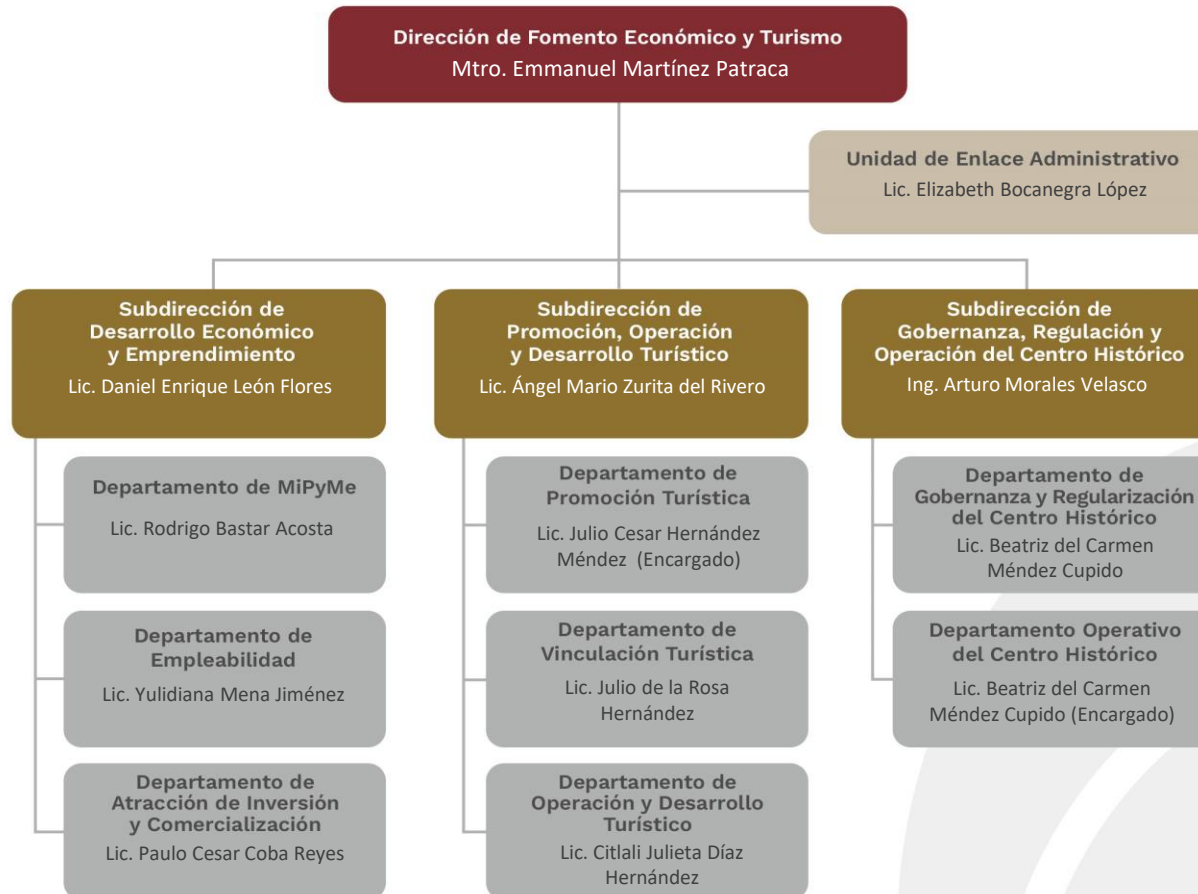 Dirección de Fomento Económico y Turismo
Mtro. Emmanuel Martínez Patraca
Unidad de Enlace Administrativo
Lic. Elizabeth Bocanegra López
Subdirección de
Desarrollo Económico
y Emprendimiento
Lic. Daniel Enrique León Flores
Departamento de MiPyMe
Lic. Rodrigo Bastar Acosta
Departamento de
Empleabilidad
Lic. Yulidiana Mena Jiménez
Departamento de
Atracción de Inversión
y Comercialización
Lic. Paulo Cesar Coba Reyes
Subdirección de
Promoción, Operación
y Desarrollo Turístico
Lic. Ángel Mario Zurita del Rivero
Departamento de
Promoción Turística
Lic. Julio Cesar Hernández
Méndez (Encargado)
Departamento de
Vinculación Turística
Lic. Julio de la Rosa
Hernández
Departamento de
Operación y Desarrollo
Turístico
Lic. Citlali Julieta Díaz
Hernández
Subdirección de
Gobernanza, Regulación y
Operación del Centro Histórico
Ing. Arturo Morales Velasco
Departamento de
Gobernanza y Regularización
del Centro Histórico
Lic. Beatriz del Carmen
Méndez Cupido
Departamento Operativo
del Centro Histórico
Lic. Beatriz del Carmen
Méndez Cupido (Encargado)